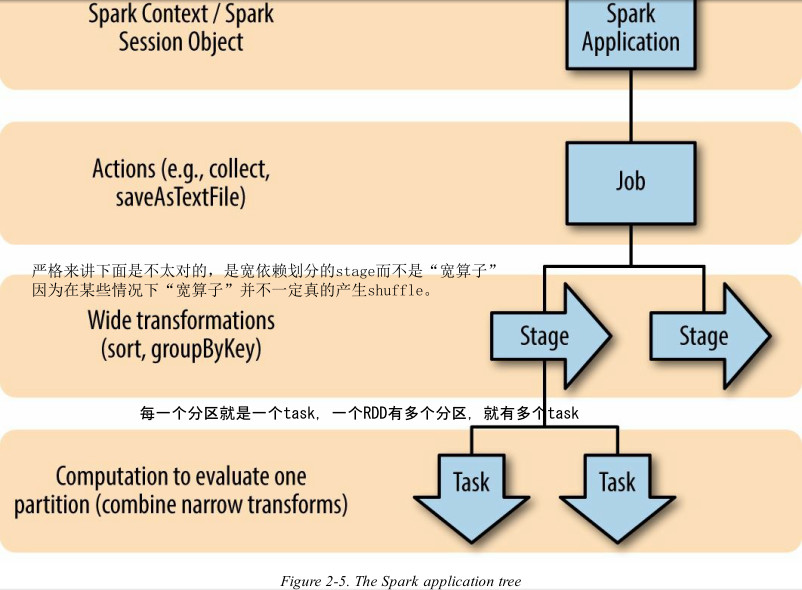 Spark Context / Spark
Session Object
Spark
Application
Actions (e.g., collect,
saveAsTextFile)
Job
严格来讲下面是不太对的，是宽依赖划分的stage而不是“宽算子”
因为在某些情况下“宽算子”并不一定真的产生shuffle。
Wide transformations
(sort, groupByKey)
Stage
Stage
每一个分区就是一个task，一个RDD有多个分区，就有多个task
Computation to evaluate one
partition (combine narrow transforms)
Task
Task
Figure 2-5. The Spark application tree